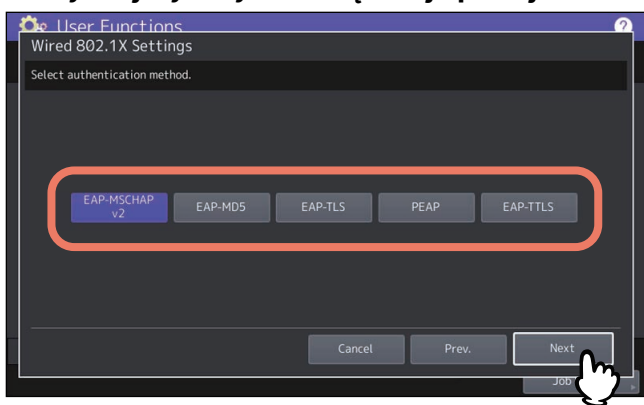 User Functions
?
Wired 802.1X Settings
Select authentication method.
EAP-MSCHAP
v2
EAP-MD5
EAP-TLS
PEAP
EAP-TTLS
Cancel
Prev.
Next
Job